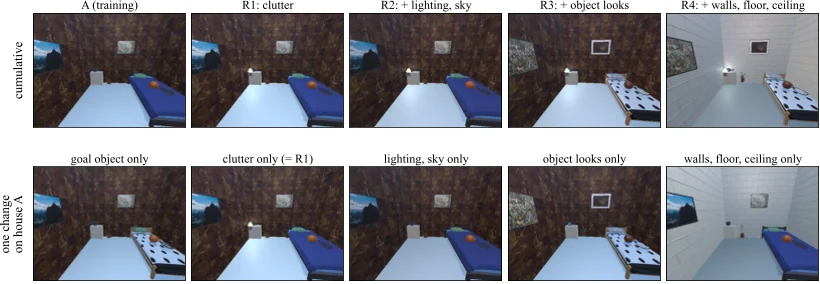 A (training)
R1: clutter
R2: + lighting, sky
R3: + object looks
R4: + walls, floor, ceiling
cumulative
goal object only
clutter only (= R1)
lighting, sky only
object looks only
walls, floor, ceiling only
one change
on house A